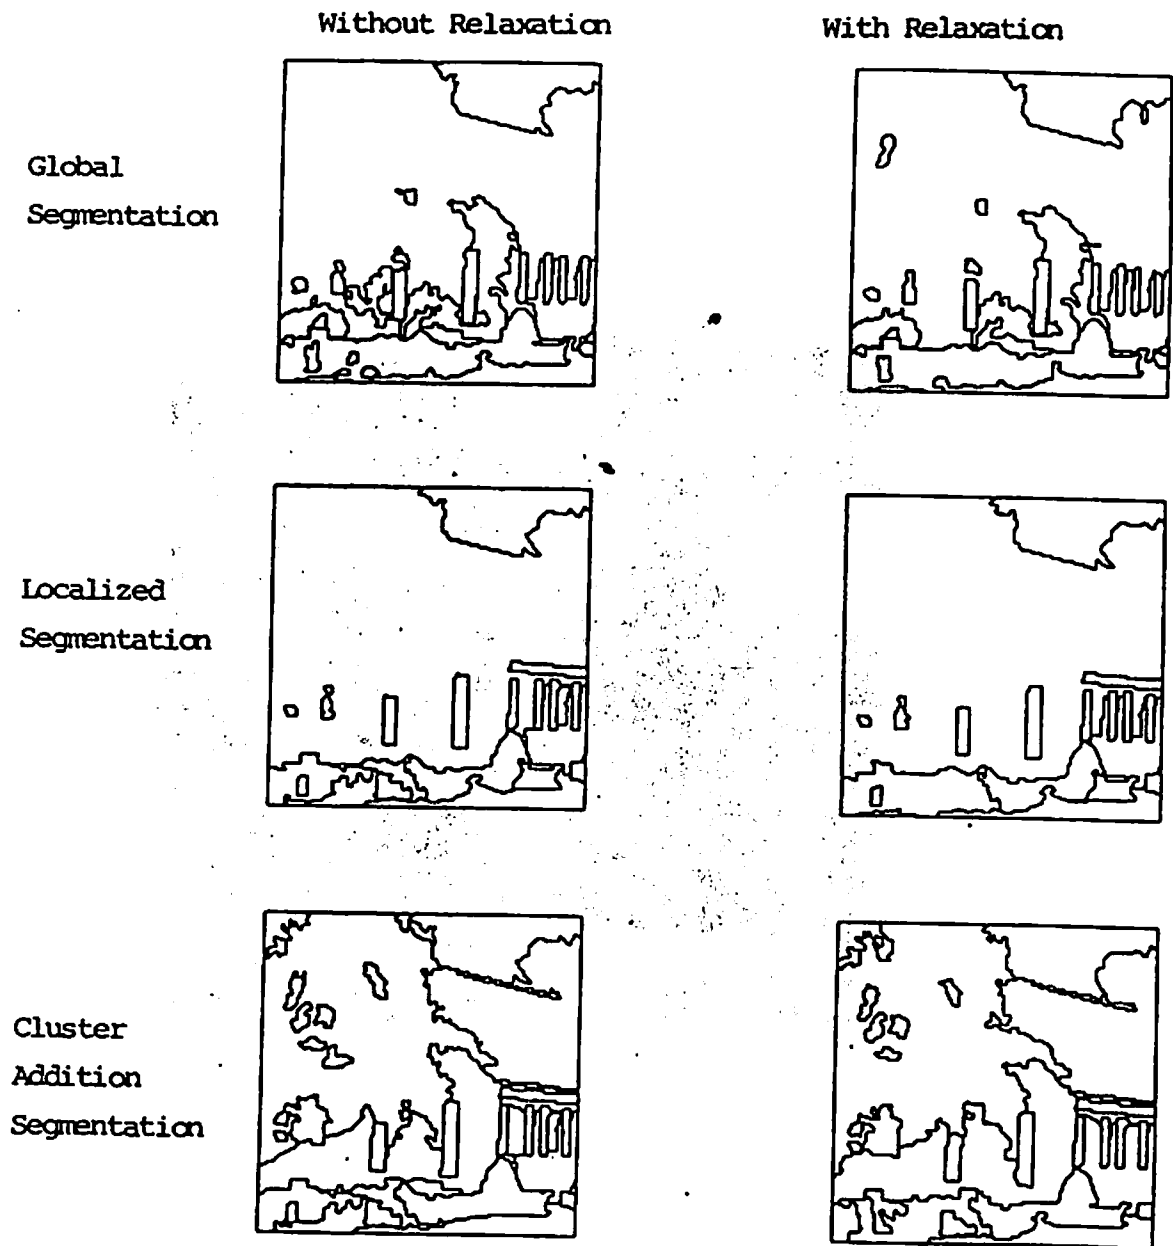 Without Relaxation
With Relaxation
Global
Segmentation
Localized
Segmentation
Cluster
Addition
Segmentation